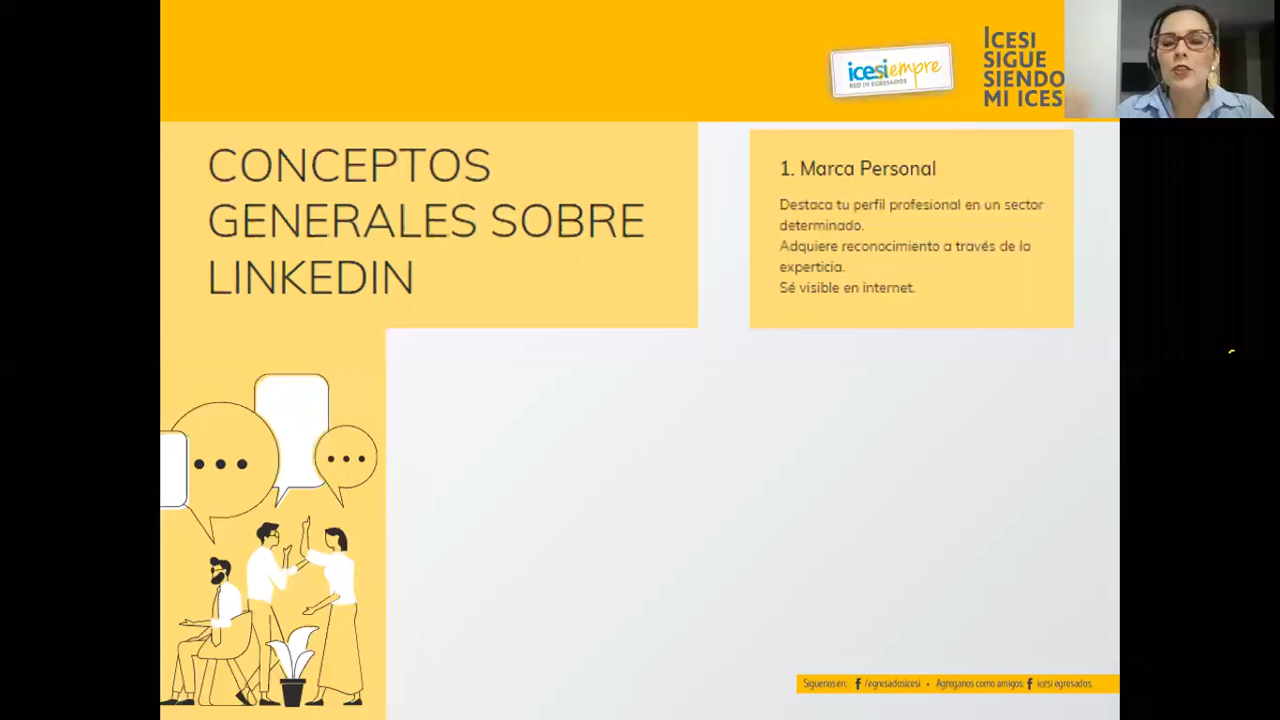 icesiempre
RED DE EGRESADOS
ICESI
SIGUE
SIENDO
MI ICES
CONCEPTOS
GENERALES SOBRE
LINKEDIN
1. Marca Personal
Destaca tu perfil profesional en un sector
determinado.
Adquiere reconocimiento a través de la
experticia.
Sé visible en internet.
Síguenos en: f /egresadosicesi • Agréganos como amigos: f icesi egresados.